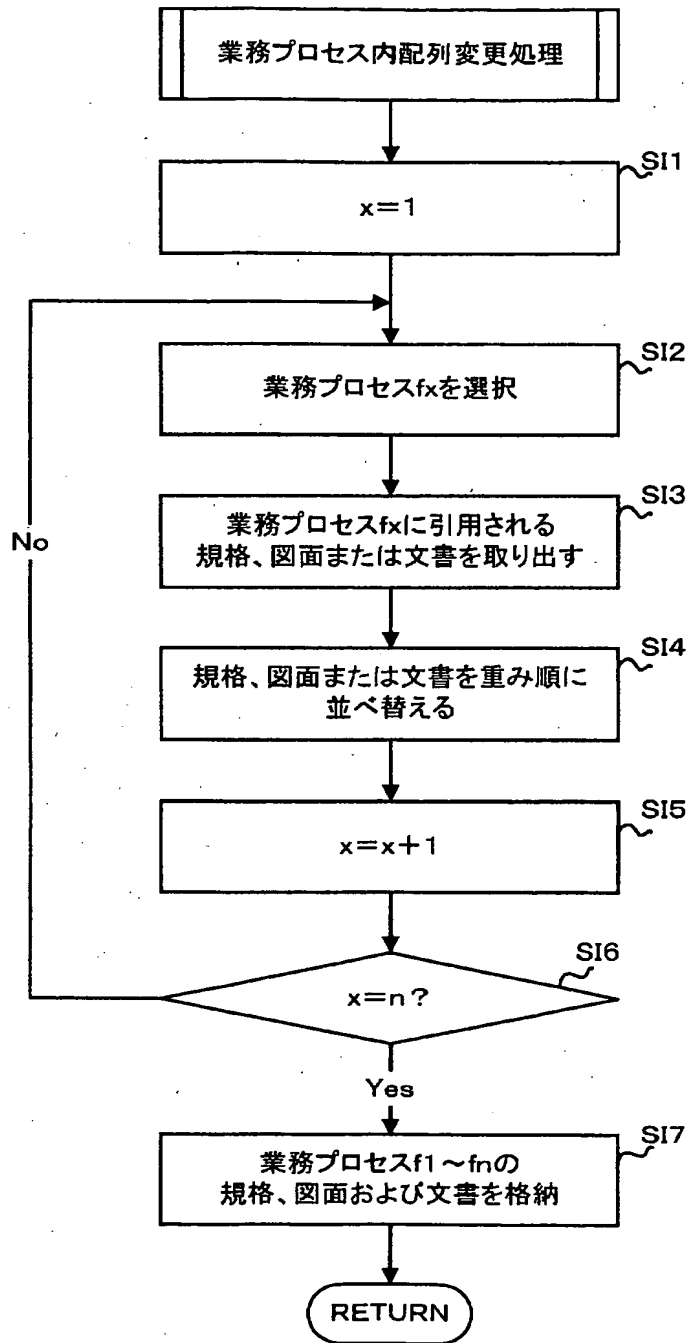 業務プロセス内配列変更処理
SI1
x=1
SI2
業務プロセスfxを選択
SI3
業務プロセスfxに引用される
規格、図面または文書を取り出す
No
SI4
規格、図面または文書を重み順に
並べ替える
SI5
x=x+1
SI6
x=n?
Yes
SI7
業務プロセスf1~fnの
規格、図面および文書を格納
RETURN